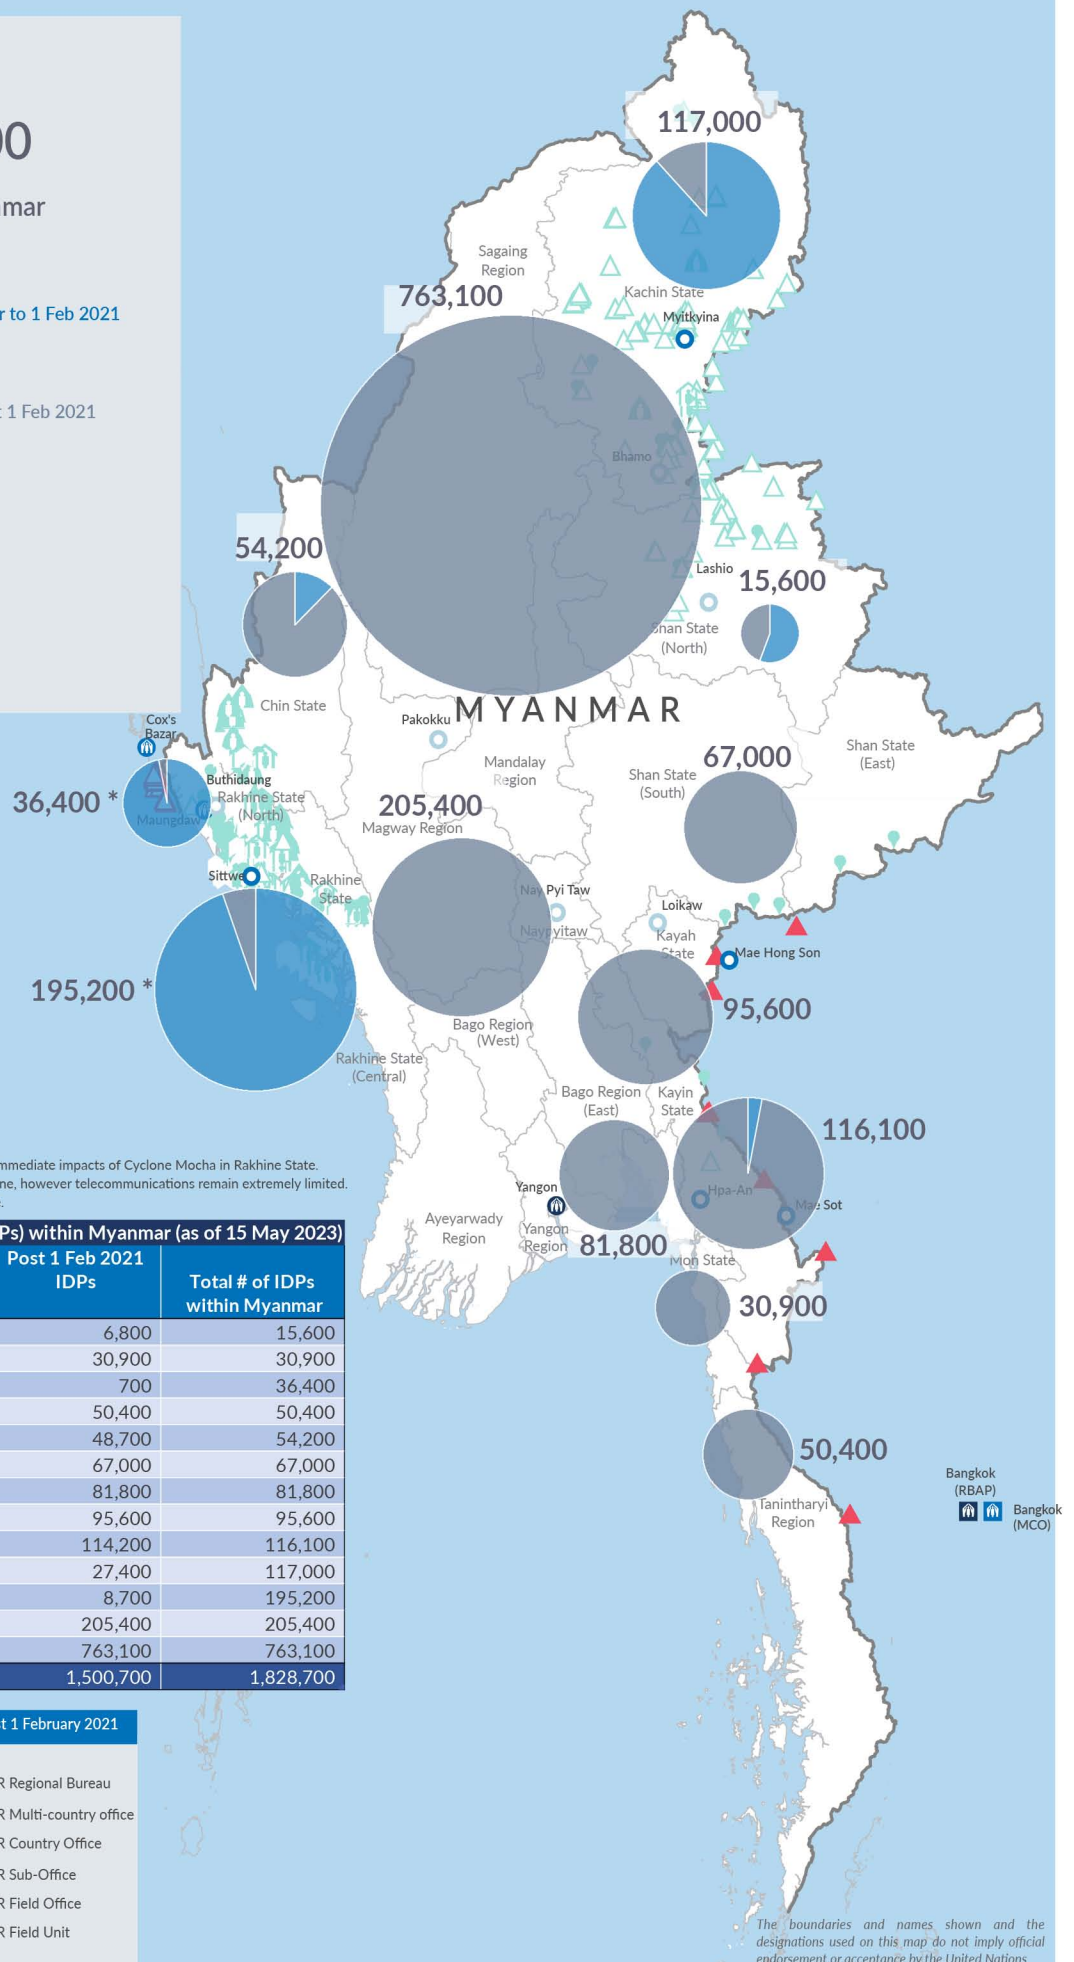 117,000
00
mar
Sagaing
Region
763,100
Kachin State
r to 1 Feb 2021
Myitkyina
t 1 Feb 2021
Bhamo
54,200
Lashio
15,600
Shan State
(North)
Chin State
MYANMAR
Pakokku
Cox's
Bazar
Shan State
(East)
Mandalay
Region
67,000
Shan State
(South)
Buthidaung
Rakhine State
(North)
36,400 *
Maungdaw
205,400
Magway Region
Sittwe
Rakhine
State
Nay Pyi Taw
Naypyitaw
Loikaw
Kayah
State
Mae Hong Son
195,200 *
95,600
Bago Region
(West)
Rakhine State
(Central)
Bago Region
(East)
Kayin
State
116,100
mmediate impacts of Cyclone Mocha in Rakhine State.
ne, however telecommunications remain extremely limited.
Yangon
Hpa-An
Mae Sot
Ayeyarwady
Region
Yangon
Region
81,800
Mon State
30,900
Ps) within Myanmar (as of 15 May 2023)
Post 1 Feb 2021
IDPs
Total # of IDPs
within Myanmar
6,800 15,600
30,900 30,900
700 36,400
50,400 50,400
48,700 54,200
67,000 67,000
81,800 81,800
95,600 95,600
114,200 116,100
27,400 117,000
8,700 195,200
205,400 205,400
763,100 763,100
1,500,700 1,828,700
50,400
Tanintharyi
Region
Bangkok
(RBAP)
Bangkok
(MCO)
t 1 February 2021
R Regional Bureau
R Multi-country office
R Country Office
R Sub-Office
R Field Office
R Field Unit
The boundaries and names shown and the
designations used on this map do not imply official
endorsement or acceptance by the United Nations